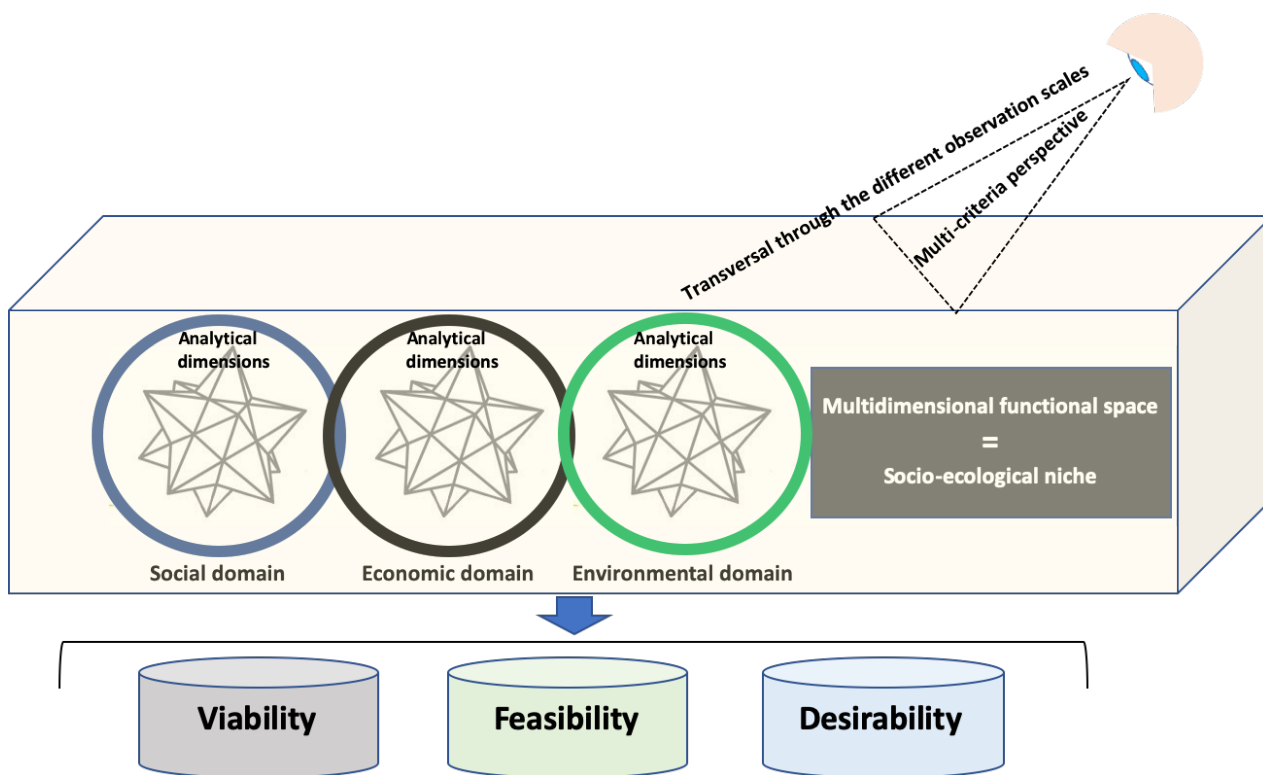 Transversal through the different observation scales
Multi-criteria perspective
Analytical
dimensions
Analytical
dimensions
Analytical
dimensions
Multidimensional functional space
=
Socio-ecological niche
Social domain
Economic domain
Environmental domain
Viability
Feasibility
Desirability